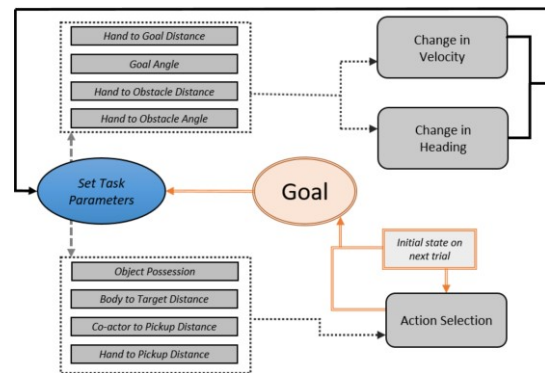 Hand to Goal Distance
Goal Angle
Hand to Obstacle Distance
Hand to Obstacle Angle
Change in
Velocity
Change in
Heading
Set Task
Parameters
Goal
Initial state on
next trial
Object Possession
Body to Target Distance
Co-actor to Pickup Distance
Hand to Pickup Distance
Action Selection